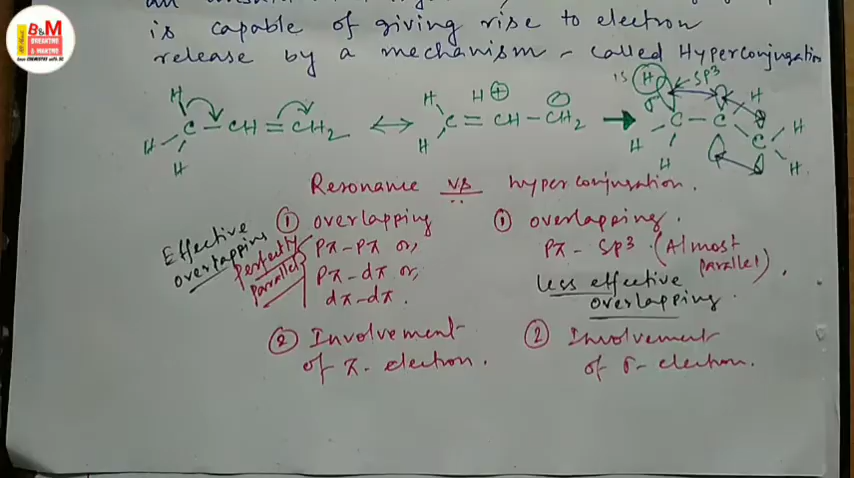 is capable of giving rise to electron
release by a mechanism - called Hyperconjugation
B&M
H
H - C - CH = CH2
H
H H ⊕
C = CH - CH2
H
1s H sp3
σ H
H C - C C H
H H
Resonance vs hyperconjugation.
① overlapping
Pπ-Pπ or,
Pπ-dπ or,
dπ-dπ.
Effective
overlapping
Perfectly
parallel
② Involvement
of π-electron.
① overlapping.
Pπ - SP3. (Almost
parallel).
less effective
overlapping.
② Involvement
of σ-electron.